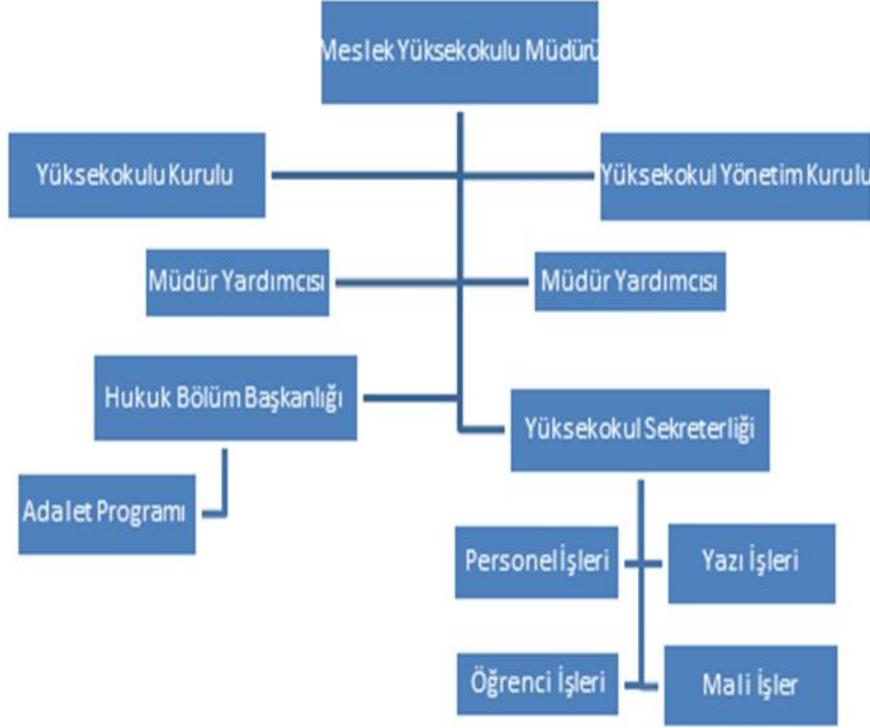 Meslek Yüksekokulu Müdürü
Yüksekokulu Kurulu
Yüksekokul Yönetim Kurulu
Müdür Yardımcısı
Müdür Yardımcısı
Hukuk Bölüm Başkanlığı
Yüksekokul Sekreterliği
Adalet Programı
Personel İşleri
Yazı İşleri
Öğrenci İşleri
Mali İşler